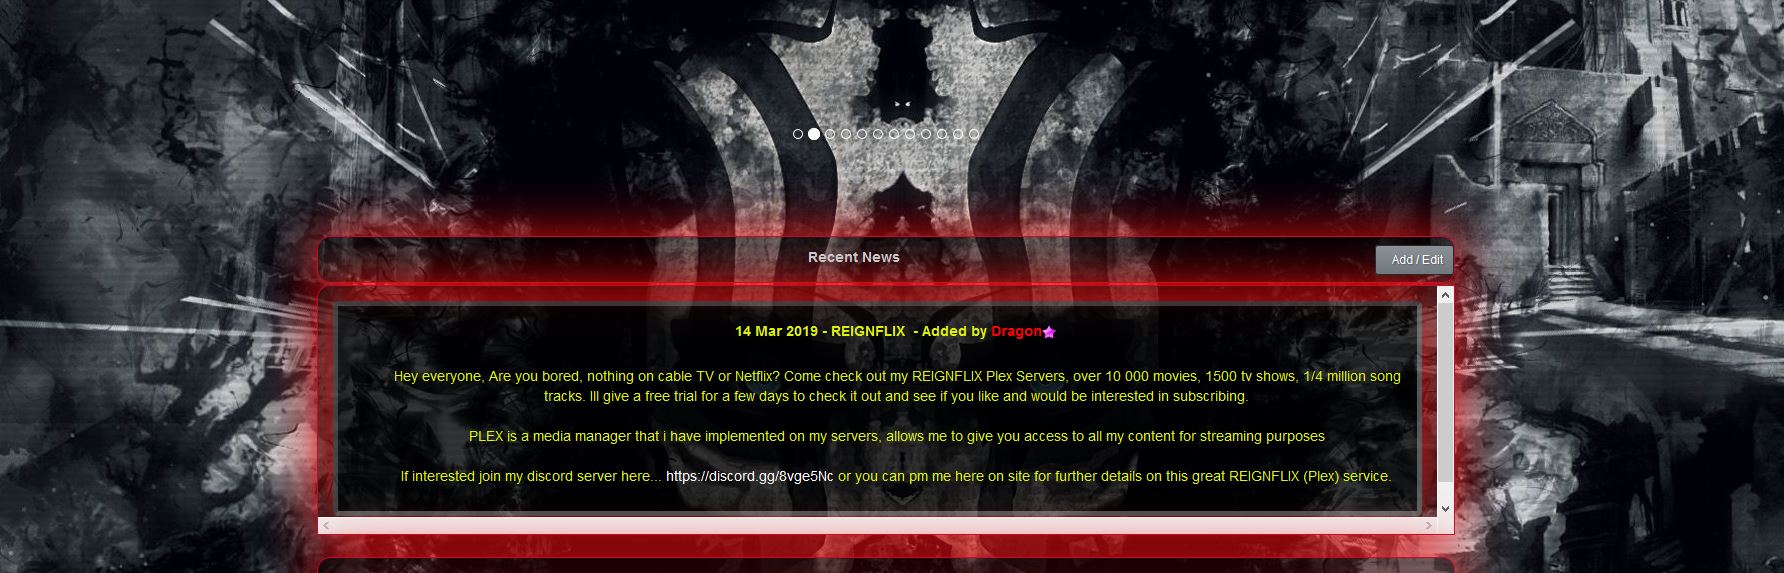 Recent News
Add / Edit
14 Mar 2019 - REIGNFLIX  - Added by Dragon
Hey everyone, Are you bored, nothing on cable TV or Netflix? Come check out my REIGNFLIX Plex Servers, over 10 000 movies, 1500 tv shows, 1/4 million song
tracks. Ill give a free trial for a few days to check it out and see if you like and would be interested in subscribing.
PLEX is a media manager that i have implemented on my servers, allows me to give you access to all my content for streaming purposes
If interested join my discord server here... https://discord.gg/8vge5Nc or you can pm me here on site for further details on this great REIGNFLIX (Plex) service.